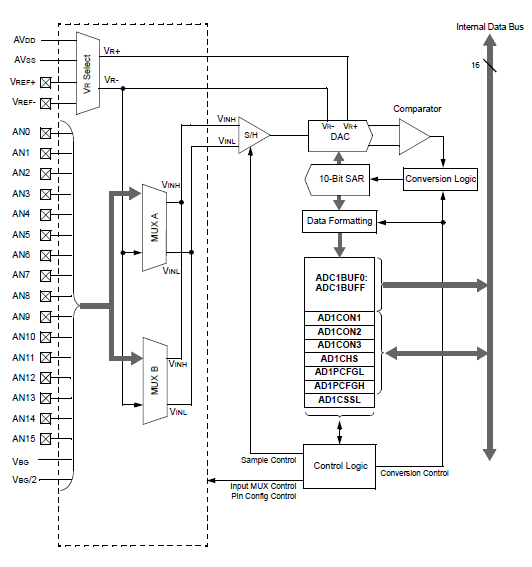 Internal Data Bus
16
AVDD
AVSS
VREF+
VREF-
VR Select
VR+
VR-
AN0
AN1
AN2
AN3
AN4
AN5
AN6
AN7
AN8
AN9
AN10
AN11
AN12
AN13
AN14
AN15
VBG
VBG/2
MUX A
VINH
VINL
MUX B
VINH
VINL
VINH
VINL
S/H
VR- VR+
DAC
Comparator
10-Bit SAR
Conversion Logic
Data Formatting
ADC1BUF0:
ADC1BUFF
AD1CON1
AD1CON2
AD1CON3
AD1CHS
AD1PCFGL
AD1PCFGH
AD1CSSL
Sample Control
Control Logic
Conversion Control
Input MUX Control
Pin Config Control